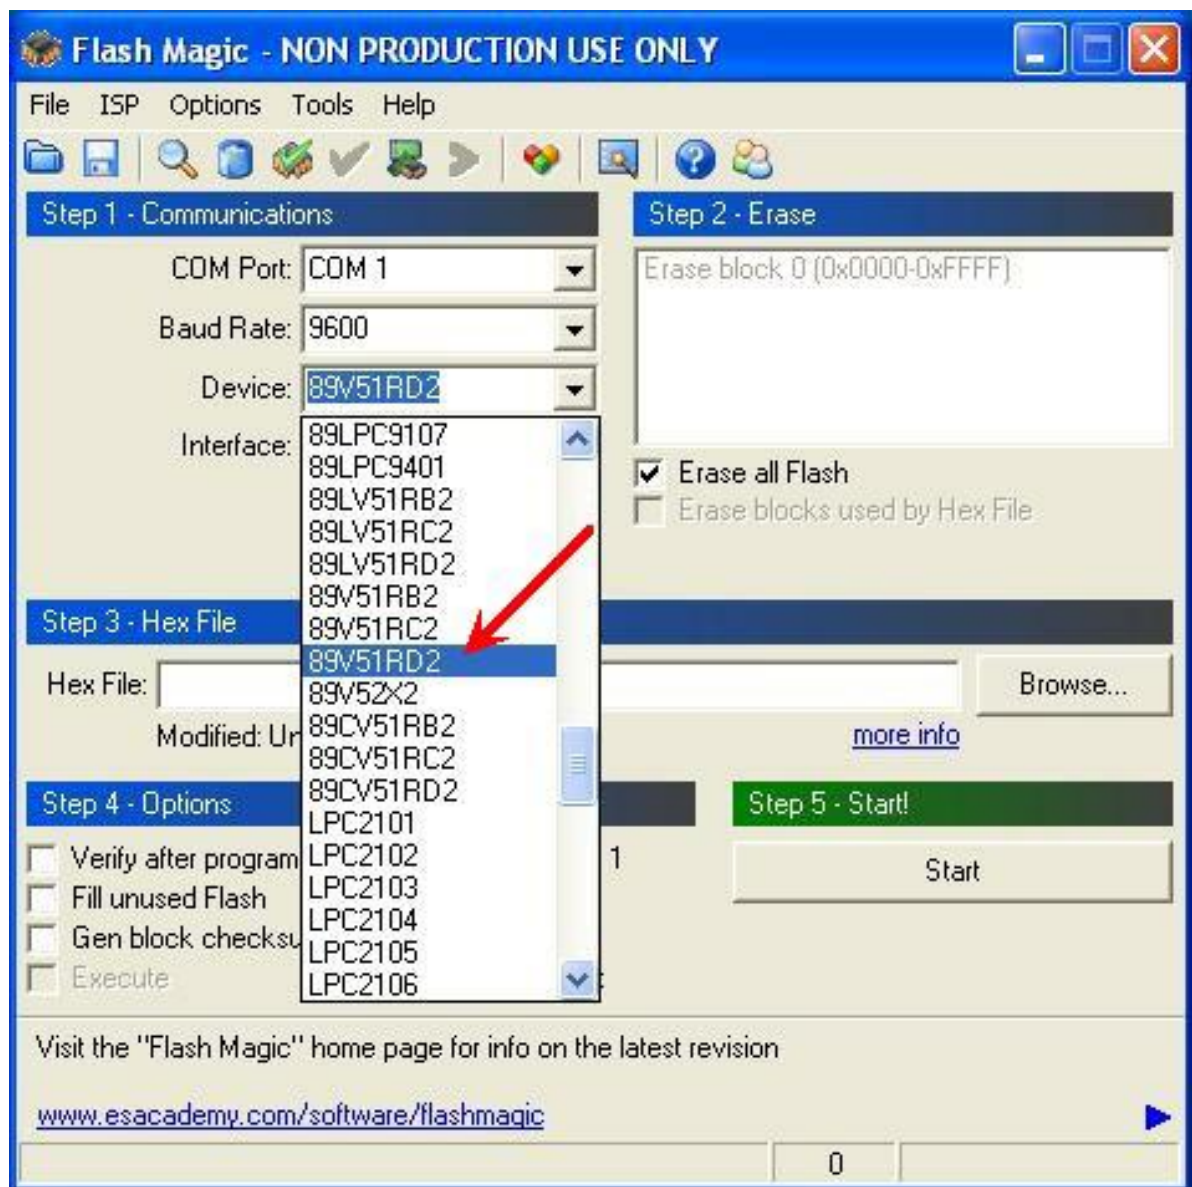 Flash Magic - NON PRODUCTION USE ONLY
File ISP Options Tools Help
Step 1 - Communications
COM Port: COM 1
Baud Rate: 9600
Device: 89V51RD2
Interface:
89LPC9107
89LPC9401
89LV51RB2
89LV51RC2
89LV51RD2
89V51RB2
89V51RC2
89V51RD2
89V52X2
89CV51RB2
89CV51RC2
89CV51RD2
LPC2101
LPC2102
LPC2103
LPC2104
LPC2105
LPC2106
Step 2 - Erase
Erase block 0 (0x0000-0xFFFF)
Erase all Flash
Erase blocks used by Hex File
Step 3 - Hex File
Hex File:
Browse...
Modified: Un
more info
Step 4 - Options
Verify after program
1
Fill unused Flash
Gen block checksu
Execute
Step 5 - Start!
Start
Visit the "Flash Magic" home page for info on the latest revision
www.esacademy.com/software/flashmagic
0